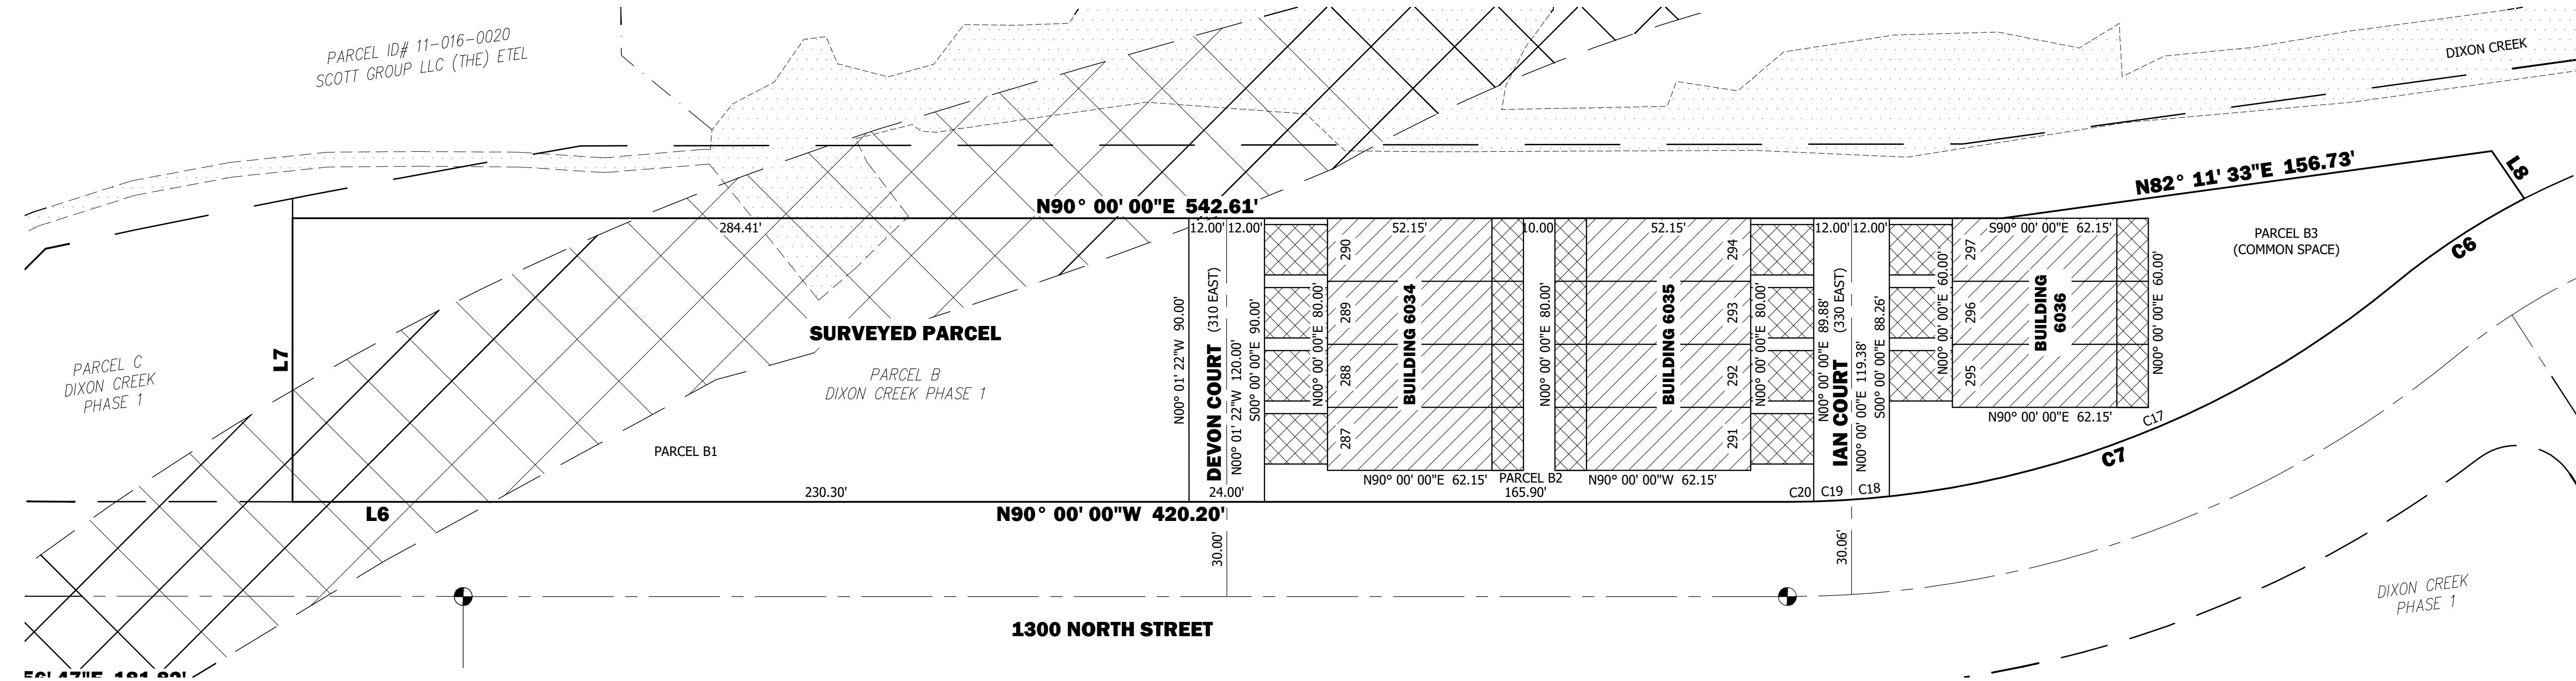 PARCEL ID# 11-016-0020
SCOTT GROUP LLC (THE) ETEL
DIXON CREEK
N82° 11' 33"E 156.73'
L8
N90° 00' 00"E 542.61'
284.41'
12.00'
12.00'
52.15'
10.00
52.15'
12.00'
12.00'
S90° 00' 00"E 62.15'
PARCEL B3
(COMMON SPACE)
C6
L7
PARCEL C
DIXON CREEK
PHASE 1
SURVEYED PARCEL
PARCEL B
DIXON CREEK PHASE 1
PARCEL B1
N00° 01' 22"W 90.00'
DEVON COURT
(310 EAST)
N00° 01' 22"W 120.00'
S00° 00' 00"E 90.00'
N00° 00' 00"E 80.00'
290
289
288
287
BUILDING 6034
N00° 00' 00"E 80.00'
BUILDING 6035
294
293
292
291
N00° 00' 00"E 80.00'
N00° 00' 00"E 89.88'
IAN COURT
(330 EAST)
N00° 00' 00"E 119.38'
S00° 00' 00"E 88.26'
N00° 00' 00"E 60.00'
297
296
295
BUILDING
6036
N00° 00' 00"E 60.00'
N90° 00' 00"E 62.15'
C17
C7
N90° 00' 00"E 62.15'
PARCEL B2
N90° 00' 00"W 62.15'
230.30'
24.00'
165.90'
C20
C19
C18
L6
N90° 00' 00"W 420.20'
30.00'
30.06'
1300 NORTH STREET
DIXON CREEK
PHASE 1
56' 47"E 181.82'